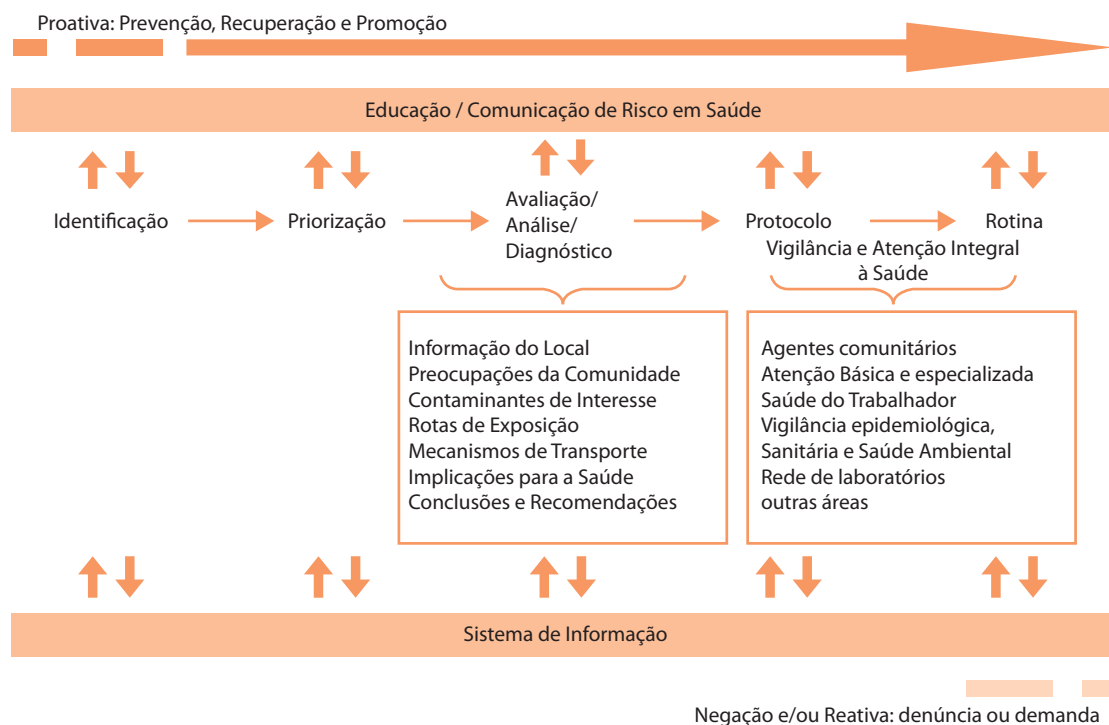 Proativa: Prevenção, Recuperação e Promoção
Educação / Comunicação de Risco em Saúde
Identificação
Priorização
Avaliação/
Análise/
Diagnóstico
Protocolo
Rotina
Vigilância e Atenção Integral
à Saúde
Informação do Local
Preocupações da Comunidade
Contaminantes de Interesse
Rotas de Exposição
Mecanismos de Transporte
Implicações para a Saúde
Conclusões e Recomendações
Agentes comunitários
Atenção Básica e especializada
Saúde do Trabalhador
Vigilância epidemiológica,
Sanitária e Saúde Ambiental
Rede de laboratórios
outras áreas
Sistema de Informação
Negação e/ou Reativa: denúncia ou demanda